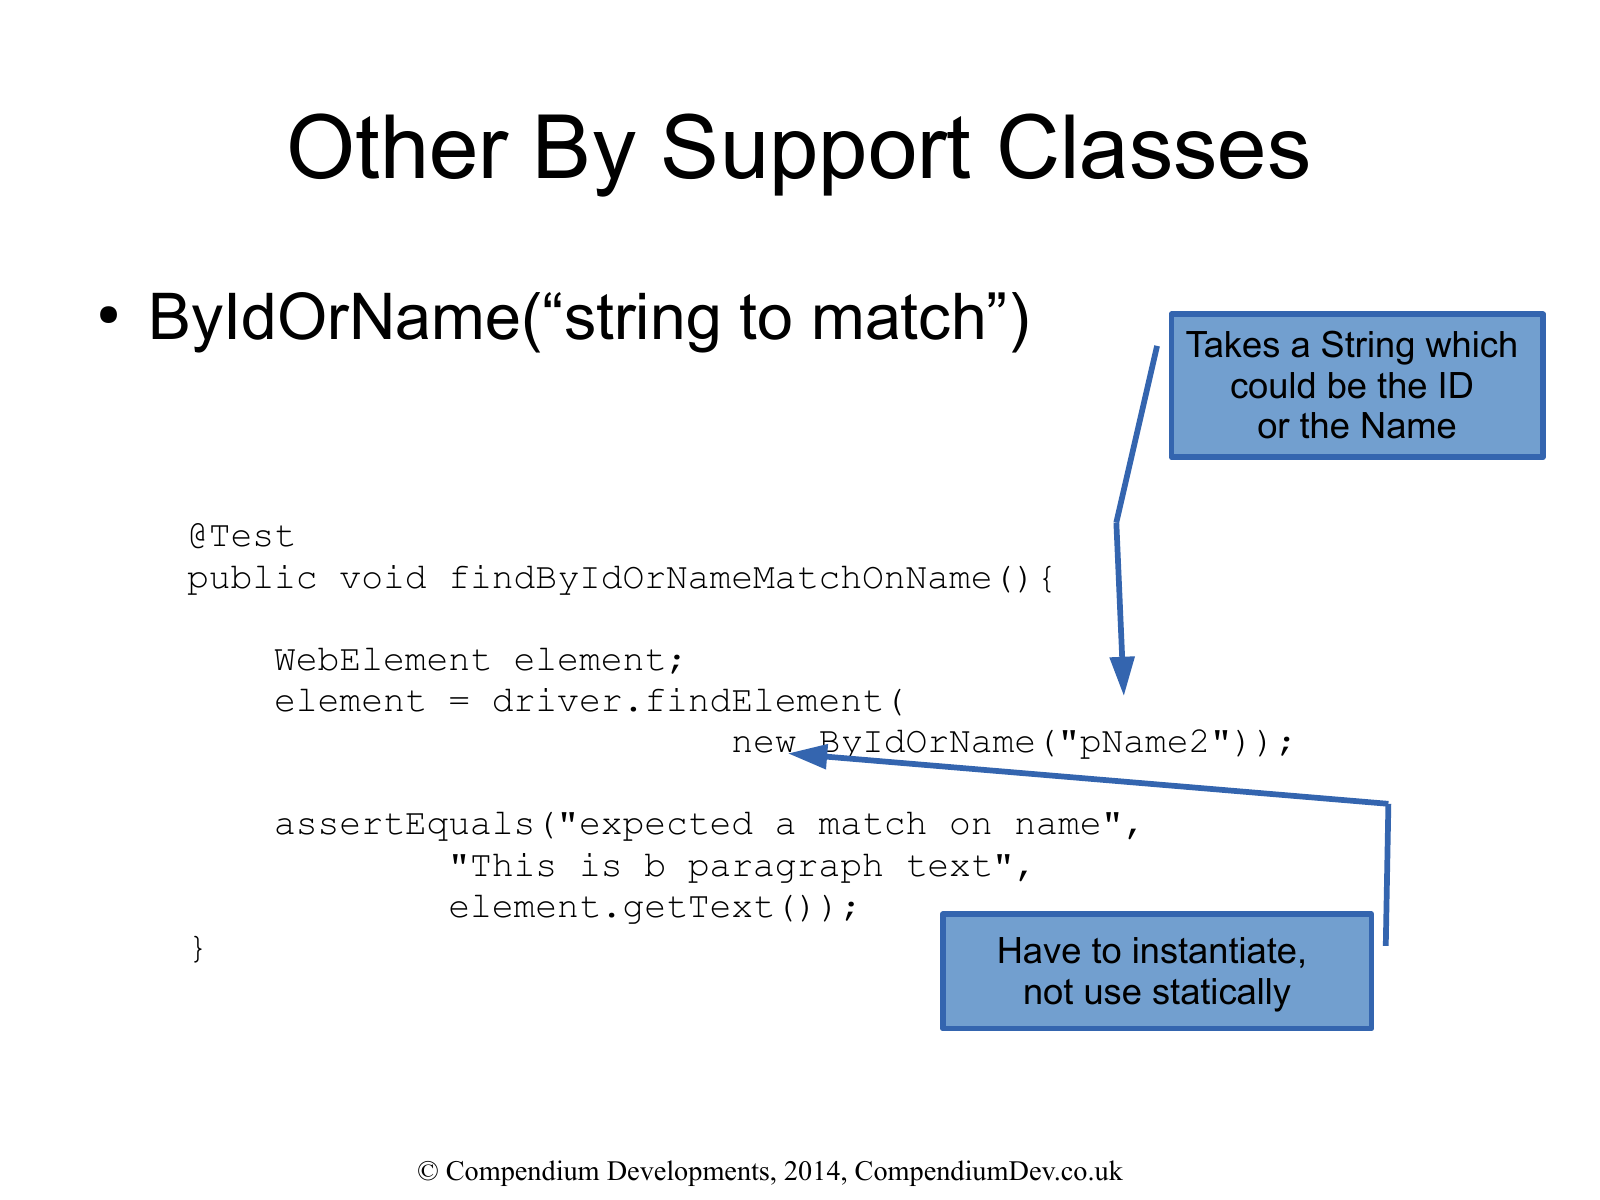 Other By Support Classes
• ByIdOrName(“string to match”)
Takes a String which
could be the ID
or the Name
@Test
public void findByIdOrNameMatchOnName(){
WebElement element;
element = driver.findElement(
new ByIdOrName("pName2"));
assertEquals("expected a match on name",
"This is b paragraph text",
element.getText());
}
Have to instantiate,
not use statically
© Compendium Developments, 2014, CompendiumDev.co.uk